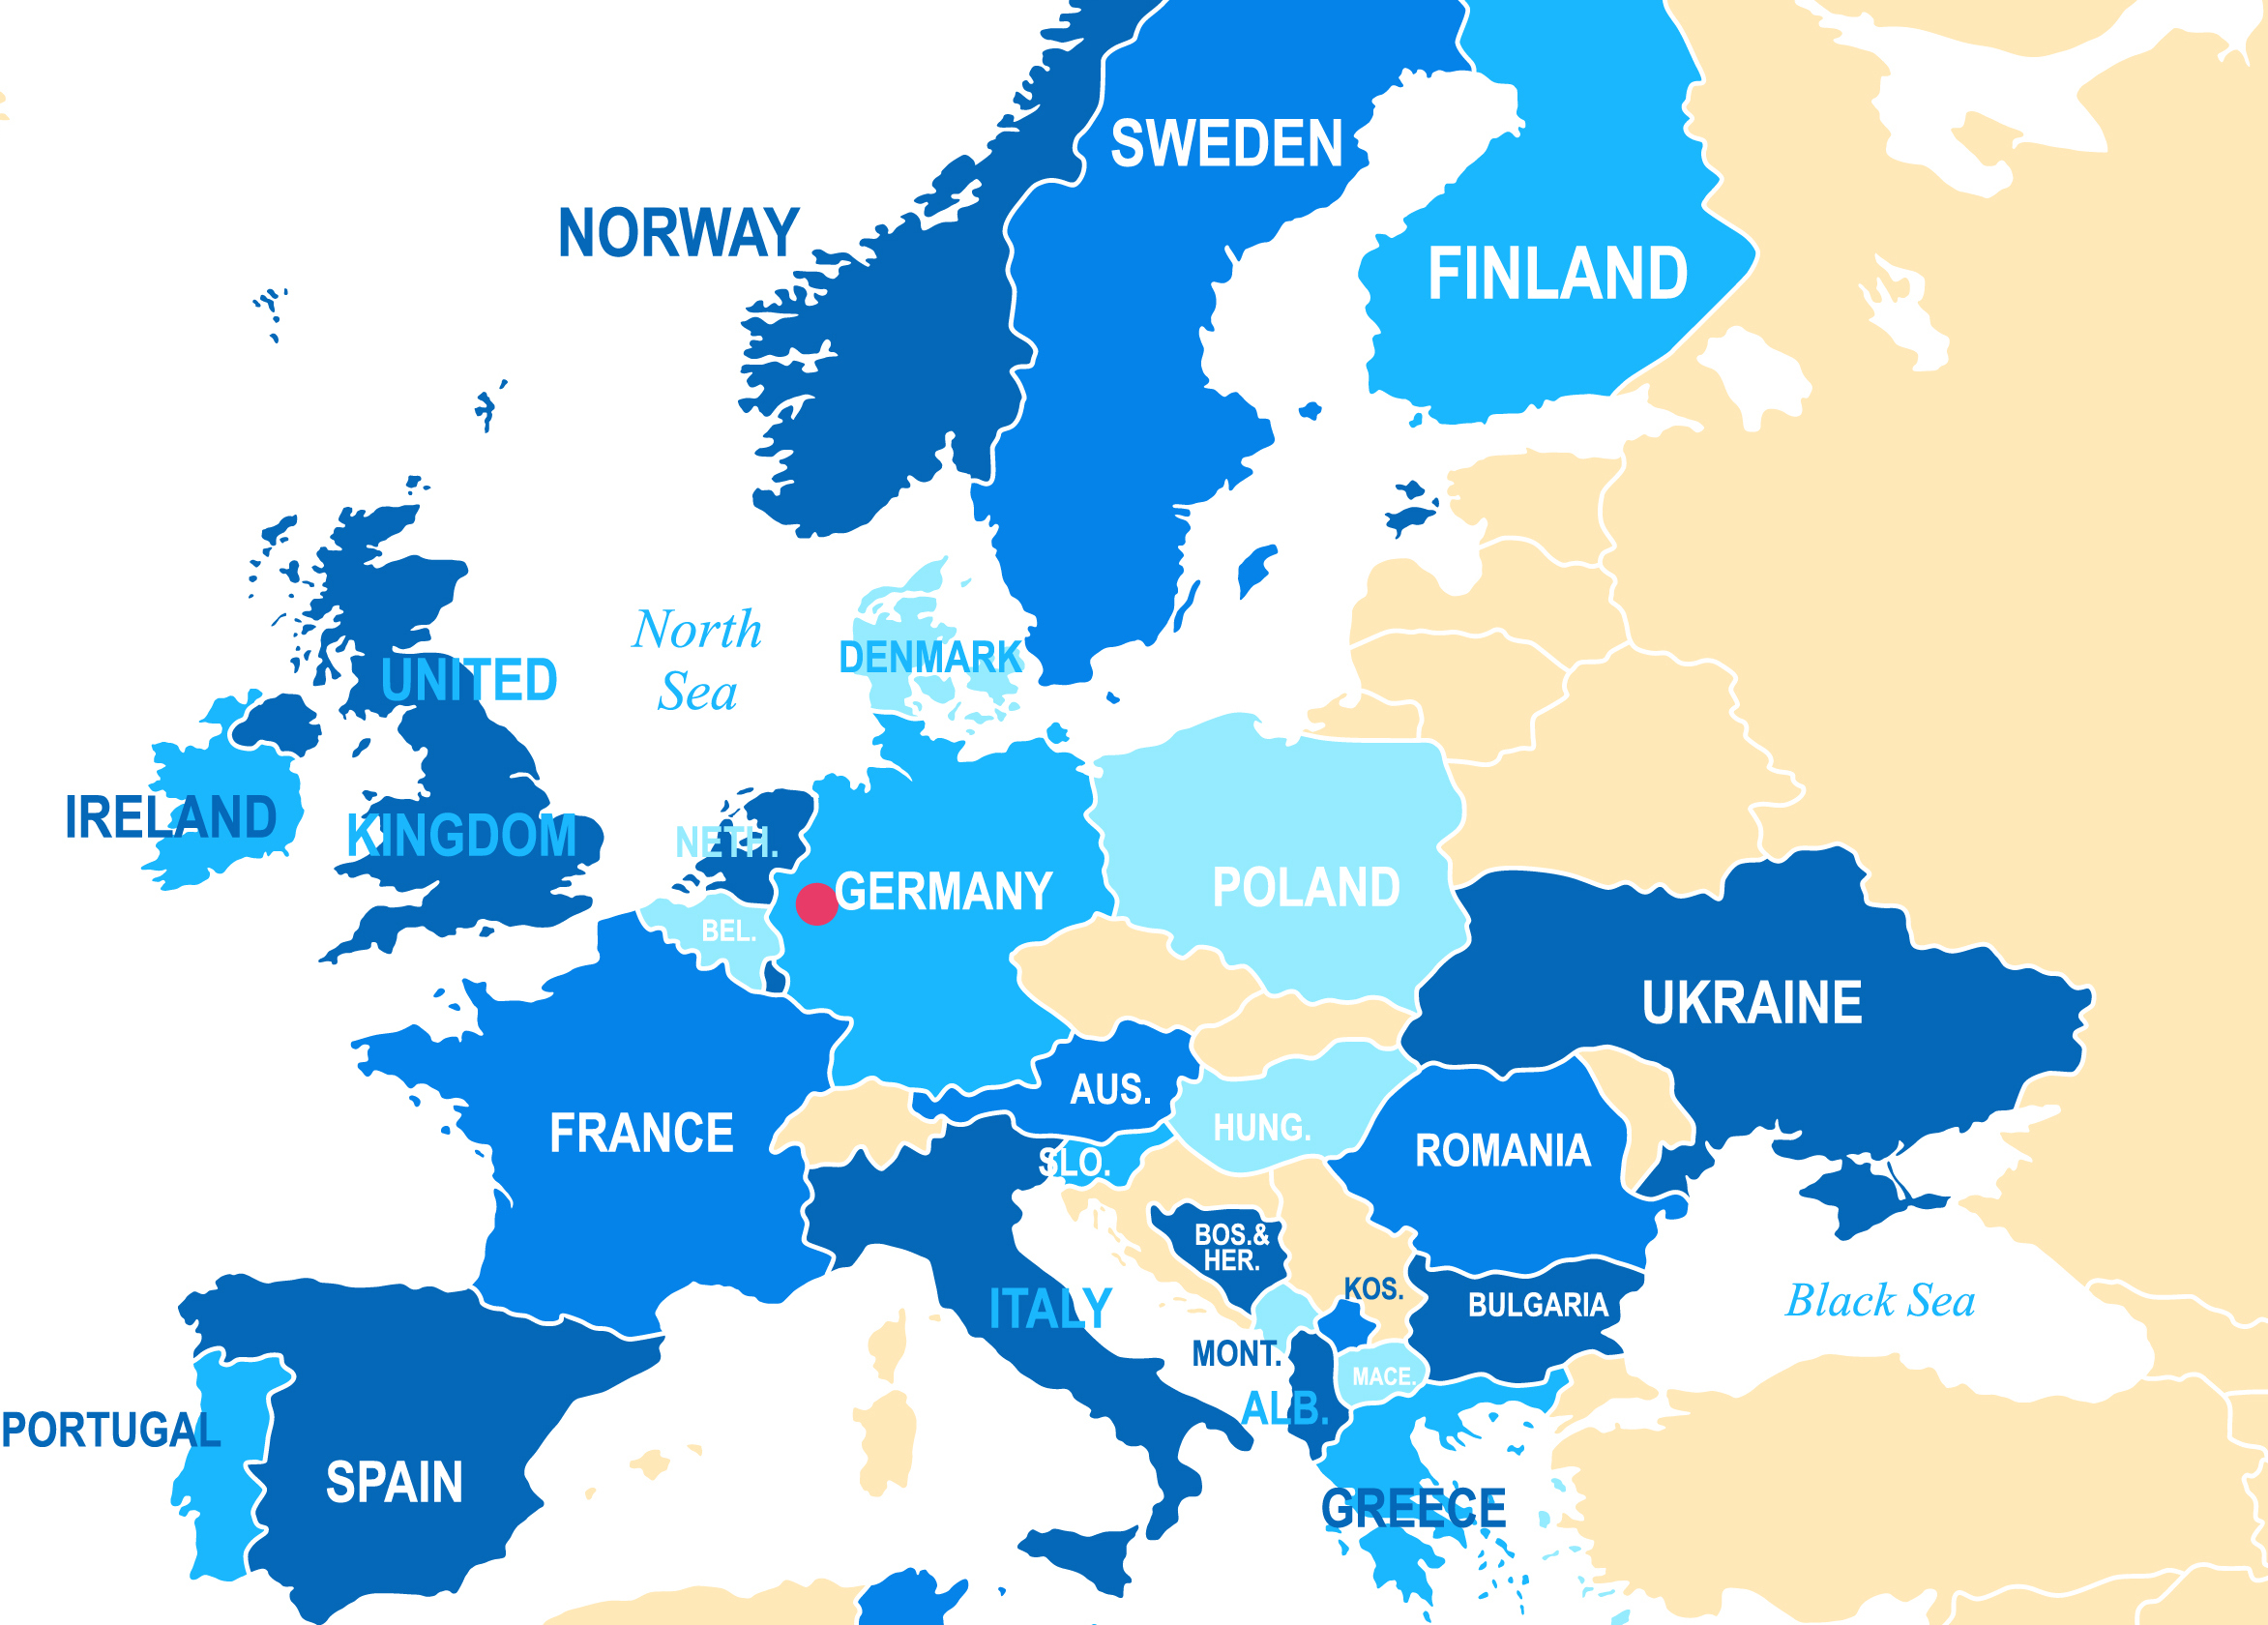 SWEDEN
NORWAY
FINLAND
North
Sea
DENMARK
UNITED
KINGDOM
IRELAND
NETH.
GERMANY
POLAND
BEL.
UKRAINE
AUS.
FRANCE
HUNG.
ROMANIA
SLO.
BOS.&
HER.
KOS.
ITALY
BULGARIA
Black Sea
MONT.
MACE.
ALB.
PORTUGAL
SPAIN
GREECE